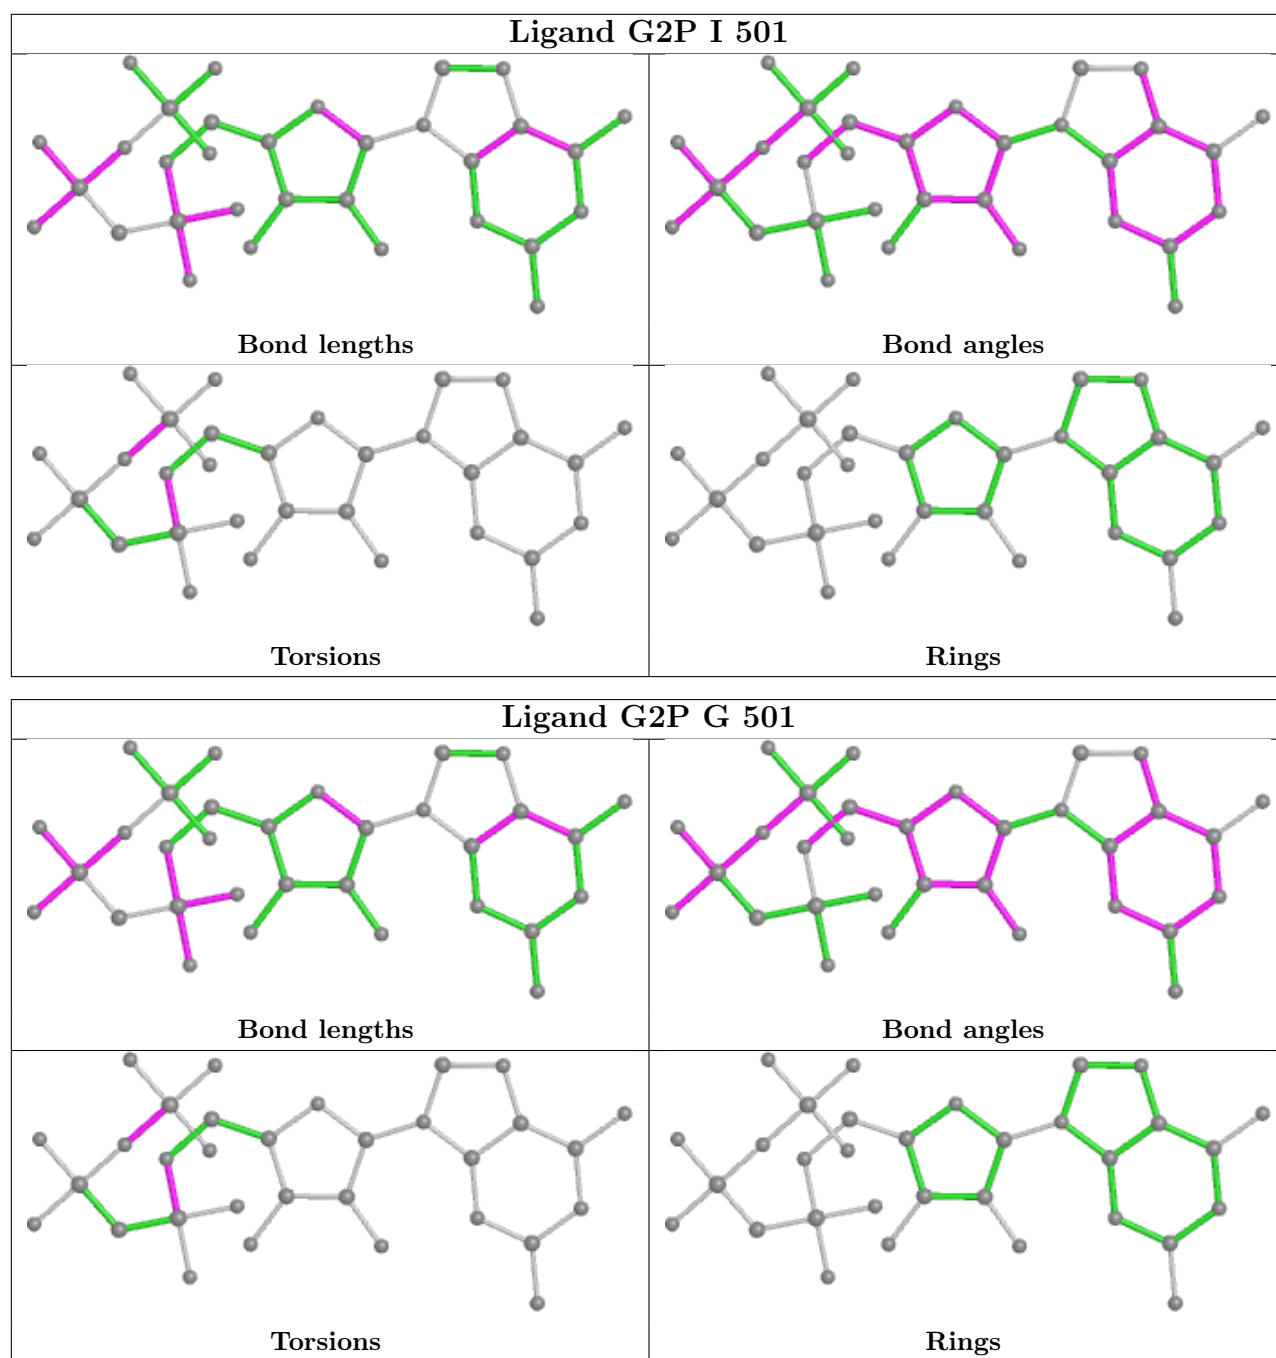 Ligand G2P I 501
Bond lengths
Bond angles
Torsions
Rings
Ligand G2P G 501
Bond lengths
Bond angles
Torsions
Rings